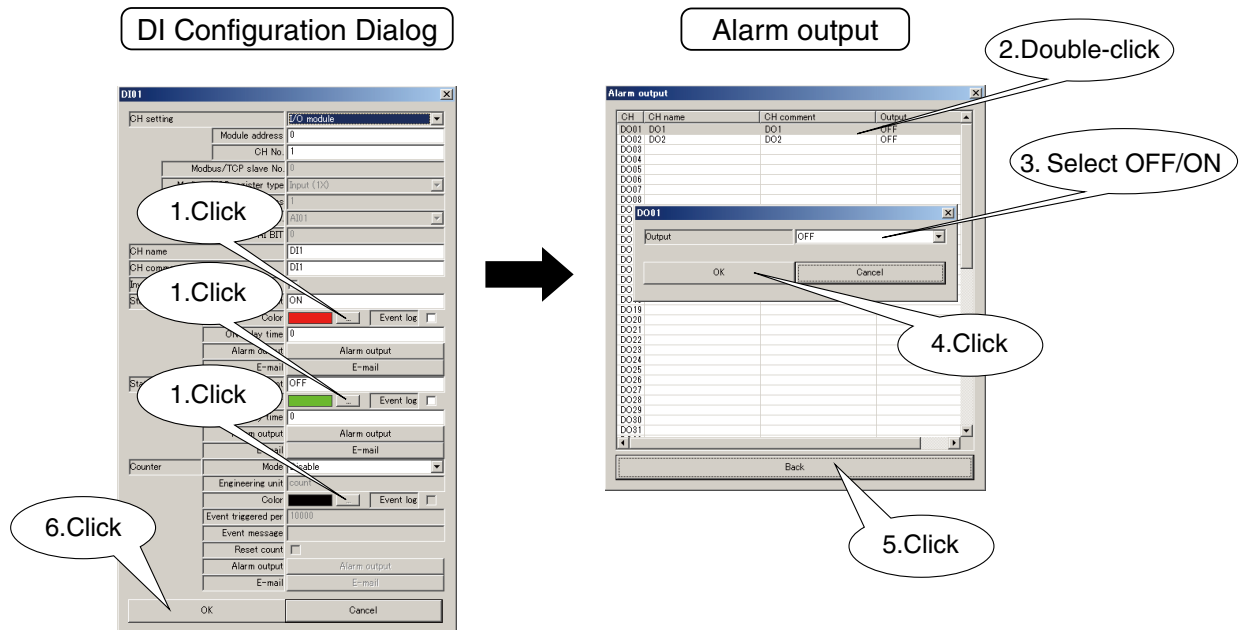 DI Configuration Dialog
Alarm output
2.Double-click
3. Select OFF/ON
4.Click
5.Click
1.Click
1.Click
1.Click
6.Click
DI01
CH setting I/O module
Module address 0
CH No. 1
Modbus/TCP slave No. 0
Input (1X)
1
AI01
BIT 0
CH name DI1
CH DI1
ON
Color Event log
time 0
Alarm output Alarm output
E-mail E-mail
OFF
Event log
time 0
output Alarm output
E-mail
Counter Mode Disable
Engineering unit count
Color Event log
Event triggered per 10000
Event message
Reset count
Alarm output Alarm output
E-mail E-mail
OK Cancel
Alarm output
CH CH name CH comment Output
DO01 DO1 DO1 OFF
DO02 DO2 DO2 OFF
DO03
DO04
DO05
DO06
DO07
DO08
DO01
Output OFF
OK Cancel
DO19
DO20
DO21
DO22
DO23
DO24
DO25
DO26
DO27
DO28
DO29
DO30
DO31
Back